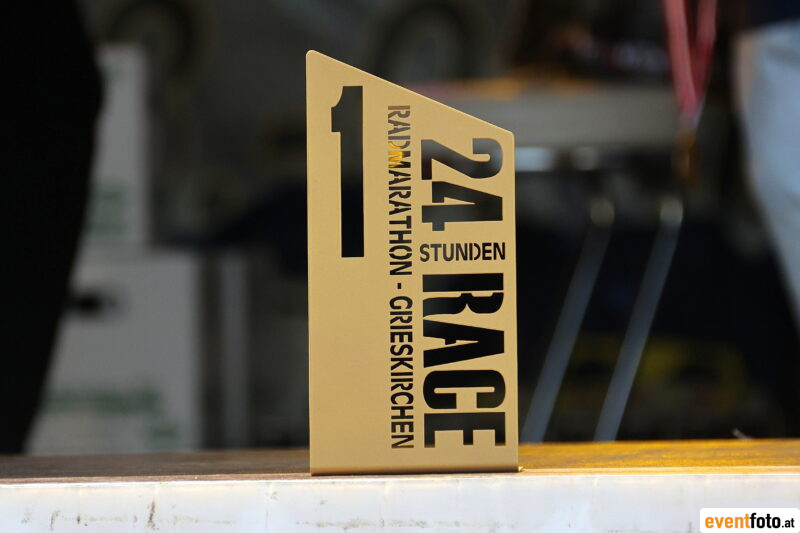 1
RADMARATHON - GRIESKIRCHEN
24
STUNDEN
RACE
eventfoto.at